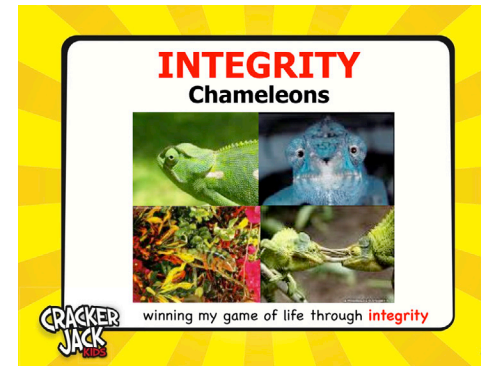 INTEGRITY
Chameleons
winning my game of life through integrity
CRACKER
JACK
KIDS